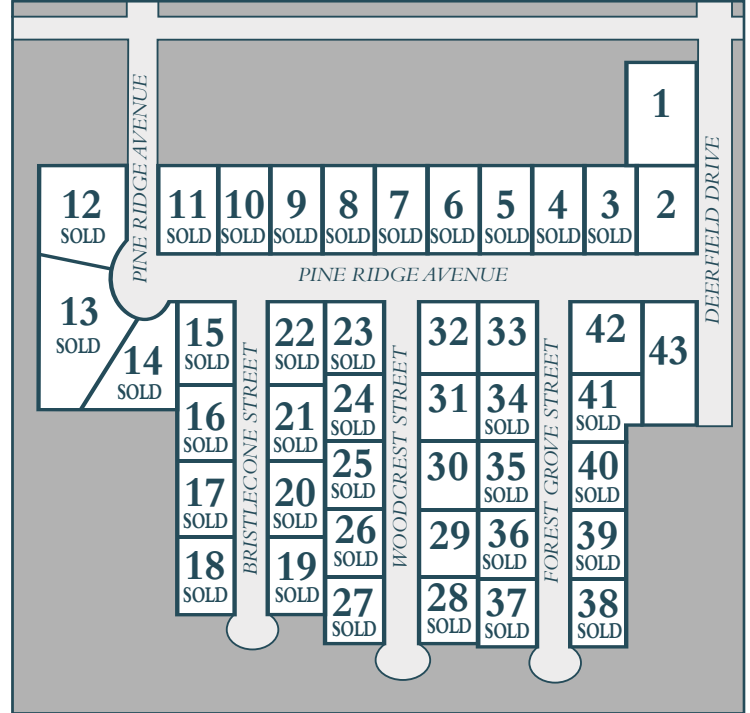 1
PINE RIDGE AVENUE
DEERFIELD DRIVE
12
SOLD
11
SOLD
10
SOLD
9
SOLD
8
SOLD
7
SOLD
6
SOLD
5
SOLD
4
SOLD
3
SOLD
2
PINE RIDGE AVENUE
13
SOLD
14
SOLD
15
SOLD
16
SOLD
17
SOLD
18
SOLD
BRISTLECONE STREET
22
SOLD
21
SOLD
20
SOLD
19
SOLD
23
SOLD
24
SOLD
25
SOLD
26
SOLD
27
SOLD
WOODCREST STREET
32
31
30
29
28
SOLD
33
34
SOLD
35
SOLD
36
SOLD
37
SOLD
FOREST GROVE STREET
42
41
SOLD
40
SOLD
39
SOLD
38
SOLD
43